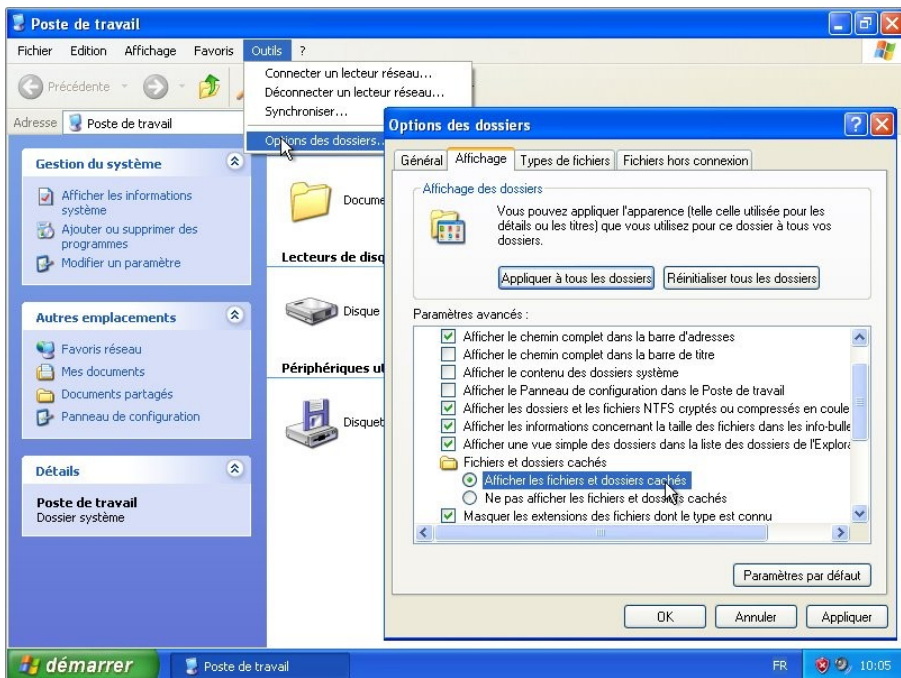 Poste de travail
Fichier Edition Affichage Favoris Outils ?
Précédente
Adresse Poste de travail
Connecter un lecteur réseau...
Déconnecter un lecteur réseau...
Synchroniser...
Options des dossiers...
Gestion du système
Afficher les informations
système
Ajouter ou supprimer des
programmes
Modifier un paramètre
Autres emplacements
Favoris réseau
Mes documents
Documents partagés
Panneau de configuration
Détails
Poste de travail
Dossier système
Docume
Lecteurs de disq
Disque
Périphériques ut
Disquet
Options des dossiers
Général Affichage Types de fichiers Fichiers hors connexion
Affichage des dossiers
Vous pouvez appliquer l'apparence (telle celle utilisée pour les
détails ou les titres) que vous utilisez pour ce dossier à tous vos
dossiers.
Appliquer à tous les dossiers Réinitialiser tous les dossiers
Paramètres avancés :
Afficher le chemin complet dans la barre d'adresses
Afficher le chemin complet dans la barre de titre
Afficher le contenu des dossiers système
Afficher le Panneau de configuration dans le Poste de travail
Afficher les dossiers et les fichiers NTFS cryptés ou compressés en coule
Afficher les informations concernant la taille des fichiers dans les info-bulle
Afficher une vue simple des dossiers dans la liste des dossiers de l'Explora
Fichiers et dossiers cachés
Afficher les fichiers et dossiers cachés
Ne pas afficher les fichiers et dossiers cachés
Masquer les extensions des fichiers dont le type est connu
Paramètres par défaut
OK Annuler Appliquer
démarrer Poste de travail FR 10:05